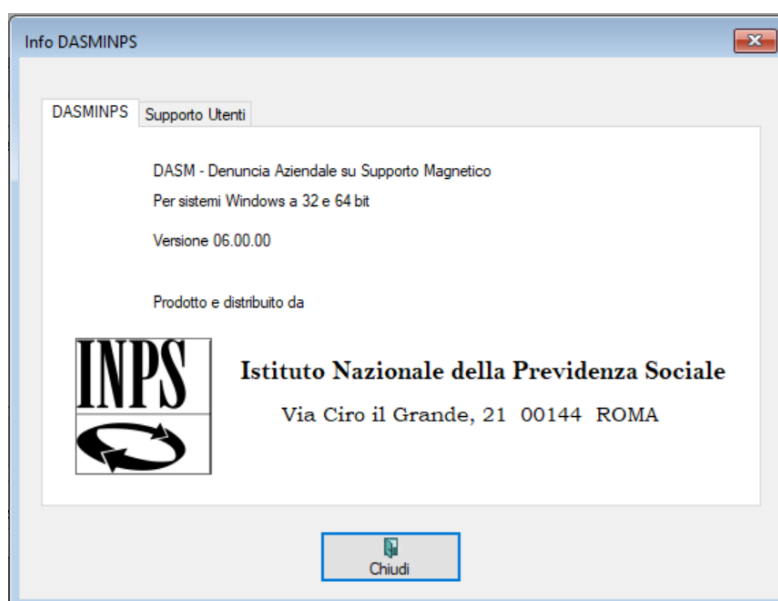 Info DASMINPS
DASMINPS
Supporto Utenti
DASM - Denuncia Aziendale su Supporto Magnetico
Per sistemi Windows a 32 e 64 bit
Versione 06.00.00
Prodotto e distribuito da
INPS
Istituto Nazionale della Previdenza Sociale
Via Ciro il Grande, 21 00144 ROMA
Chiudi